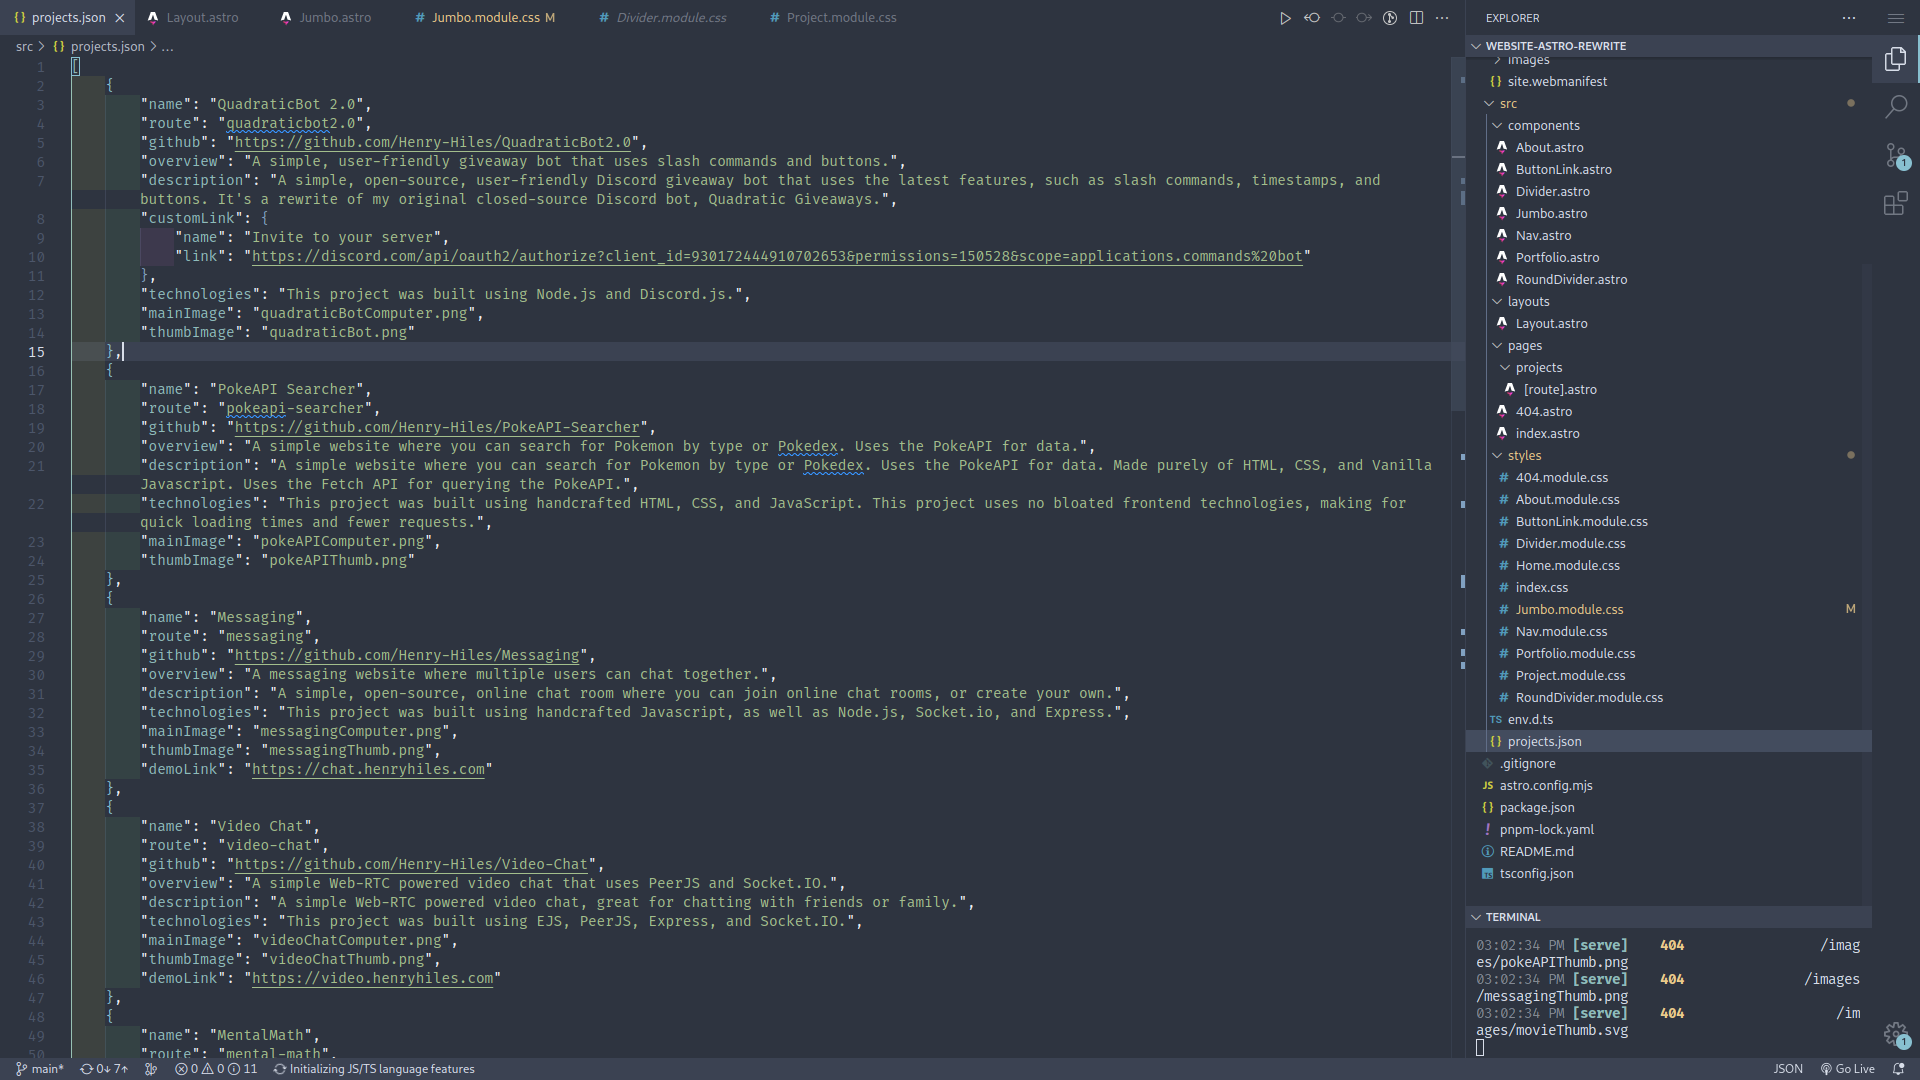 projects.json
Layout.astro
Jumbo.astro
Jumbo.module.css M
Divider.module.css
Project.module.css
src > projects.json > ...
1 [
2 {
3 "name": "QuadraticBot 2.0",
4 "route": "quadraticbot2.0",
5 "github": "https://github.com/Henry-Hiles/QuadraticBot2.0",
6 "overview": "A simple, user-friendly giveaway bot that uses slash commands and buttons.",
7 "description": "A simple, open-source, user-friendly Discord giveaway bot that uses the latest features, such as slash commands, timestamps, and
buttons. It's a rewrite of my original closed-source Discord bot, Quadratic Giveaways.",
8 "customLink": {
9 "name": "Invite to your server",
10 "link": "https://discord.com/api/oauth2/authorize?client_id=930172444910702653&permissions=150528&scope=applications.commands%20bot"
11 },
12 "technologies": "This project was built using Node.js and Discord.js.",
13 "mainImage": "quadraticBotComputer.png",
14 "thumbImage": "quadraticBot.png"
15 },
16 {
17 "name": "PokeAPI Searcher",
18 "route": "pokeapi-searcher",
19 "github": "https://github.com/Henry-Hiles/PokeAPI-Searcher",
20 "overview": "A simple website where you can search for Pokemon by type or Pokedex. Uses the PokeAPI for data.",
21 "description": "A simple website where you can search for Pokemon by type or Pokedex. Uses the PokeAPI for data. Made purely of HTML, CSS, and Vanilla
Javascript. Uses the Fetch API for querying the PokeAPI.",
22 "technologies": "This project was built using handcrafted HTML, CSS, and JavaScript. This project uses no bloated frontend technologies, making for
quick loading times and fewer requests.",
23 "mainImage": "pokeAPIComputer.png",
24 "thumbImage": "pokeAPIThumb.png"
25 },
26 {
27 "name": "Messaging",
28 "route": "messaging",
29 "github": "https://github.com/Henry-Hiles/Messaging",
30 "overview": "A messaging website where multiple users can chat together.",
31 "description": "A simple, open-source, online chat room where you can join online chat rooms, or create your own.",
32 "technologies": "This project was built using handcrafted Javascript, as well as Node.js, Socket.io, and Express.",
33 "mainImage": "messagingComputer.png",
34 "thumbImage": "messagingThumb.png",
35 "demoLink": "https://chat.henryhiles.com"
36 },
37 {
38 "name": "Video Chat",
39 "route": "video-chat",
40 "github": "https://github.com/Henry-Hiles/Video-Chat",
41 "overview": "A simple Web-RTC powered video chat that uses PeerJS and Socket.IO.",
42 "description": "A simple Web-RTC powered video chat, great for chatting with friends or family.",
43 "technologies": "This project was built using EJS, PeerJS, Express, and Socket.IO.",
44 "mainImage": "videoChatComputer.png",
45 "thumbImage": "videoChatThumb.png",
46 "demoLink": "https://video.henryhiles.com"
47 },
48 {
49 "name": "MentalMath",
50 "route": "mental-math",
EXPLORER
WEBSITE-ASTRO-REWRITE
images
site.webmanifest
src
components
About.astro
ButtonLink.astro
Divider.astro
Jumbo.astro
Nav.astro
Portfolio.astro
RoundDivider.astro
layouts
Layout.astro
pages
projects
[route].astro
404.astro
index.astro
styles
404.module.css
About.module.css
ButtonLink.module.css
Divider.module.css
Home.module.css
index.css
Jumbo.module.css M
Nav.module.css
Portfolio.module.css
Project.module.css
RoundDivider.module.css
TS env.d.ts
projects.json
.gitignore
JS astro.config.mjs
package.json
pnpm-lock.yaml
README.md
tsconfig.json
TERMINAL
03:02:34 PM [serve] 404 /imag
es/pokeAPIThumb.png
03:02:34 PM [serve] 404 /images
/messagingThumb.png
03:02:34 PM [serve] 404 /im
ages/movieThumb.svg
1
1
main* 0↓ 7↑ 0 0 11 Initializing JS/TS language features
JSON Go Live